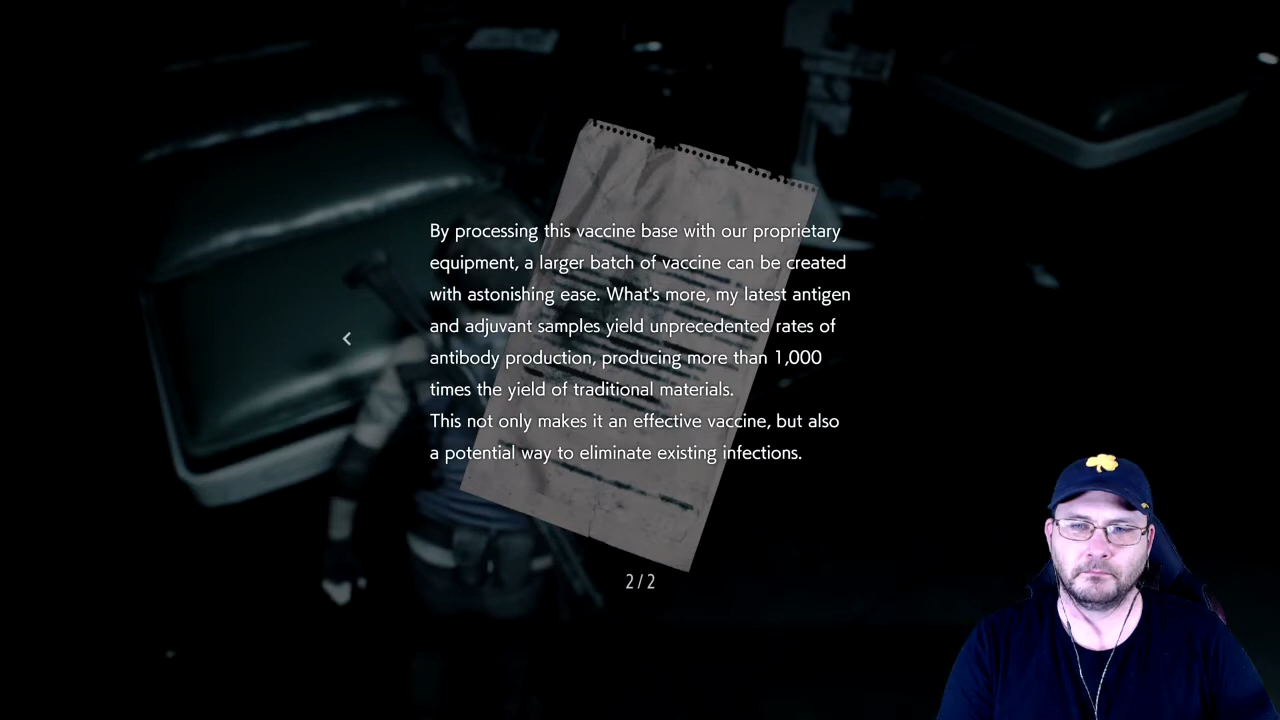 By processing this vaccine base with our proprietary
equipment, a larger batch of vaccine can be created
with astonishing ease. What's more, my latest antigen
and adjuvant samples yield unprecedented rates of
antibody production, producing more than 1,000
times the yield of traditional materials.
This not only makes it an effective vaccine, but also
a potential way to eliminate existing infections.
2 / 2